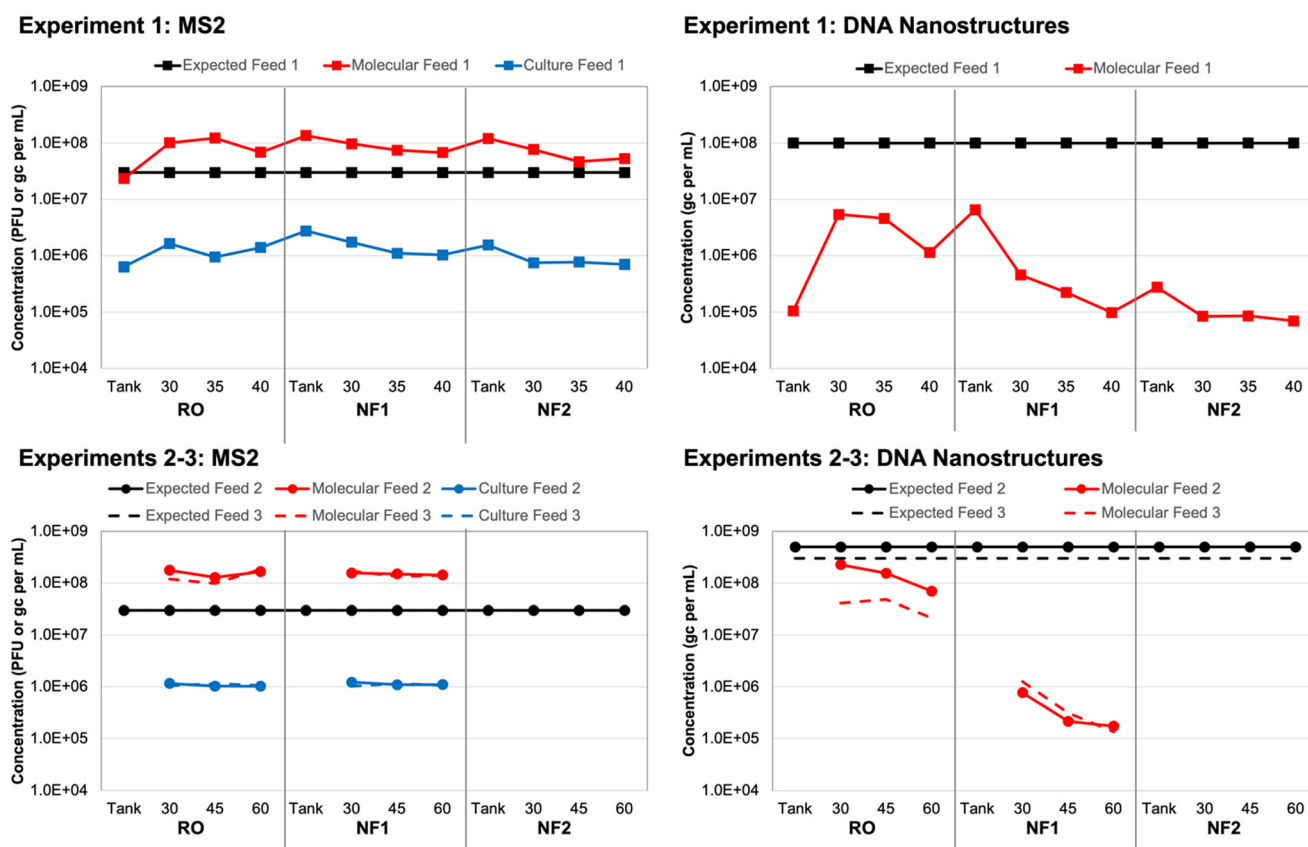 Experiment 1: MS2
Expected Feed 1 Molecular Feed 1 Culture Feed 1
Concentration (PFU or gc per mL)
1.0E+09
1.0E+08
1.0E+07
1.0E+06
1.0E+05
1.0E+04
Tank 30 35 40 Tank 30 35 40 Tank 30 35 40
RO NF1 NF2
Experiment 1: DNA Nanostructures
Expected Feed 1 Molecular Feed 1
Concentration (gc per mL)
1.0E+09
1.0E+08
1.0E+07
1.0E+06
1.0E+05
1.0E+04
Tank 30 35 40 Tank 30 35 40 Tank 30 35 40
RO NF1 NF2
Experiments 2-3: MS2
Expected Feed 2 Molecular Feed 2 Culture Feed 2
Expected Feed 3 Molecular Feed 3 Culture Feed 3
Concentration (PFU or gc per mL)
1.0E+09
1.0E+08
1.0E+07
1.0E+06
1.0E+05
1.0E+04
Tank 30 45 60 Tank 30 45 60 Tank 30 45 60
RO NF1 NF2
Experiments 2-3: DNA Nanostructures
Expected Feed 2 Molecular Feed 2
Expected Feed 3 Molecular Feed 3
Concentration (gc per mL)
1.0E+09
1.0E+08
1.0E+07
1.0E+06
1.0E+05
1.0E+04
Tank 30 45 60 Tank 30 45 60 Tank 30 45 60
RO NF1 NF2